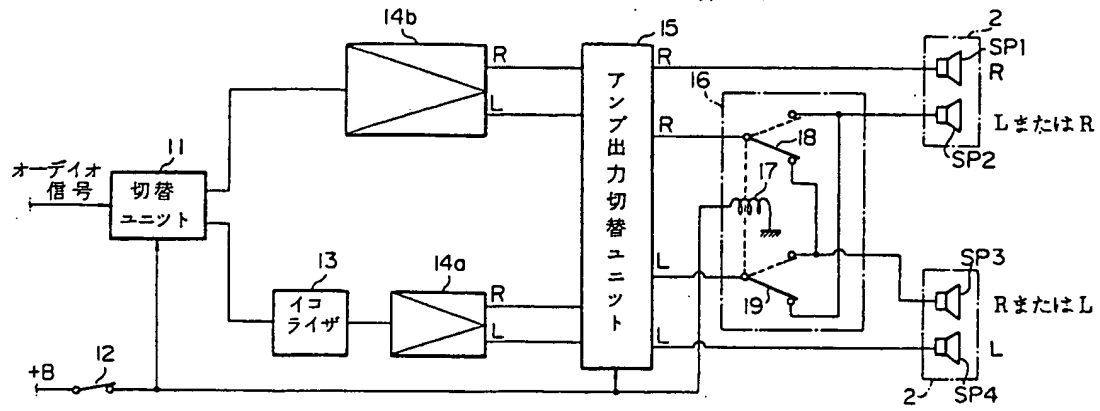 14b
15
2
SP1
R
R
R
16
L
18
LまたはR
SP2
R
11
オーディオ
信号
切替
ユニット
アンプ出力切替ユニット
17
13
イコ
ライザ
14a
R
L
L
19
SP3
RまたはL
L
L
+B
12
2
SP4